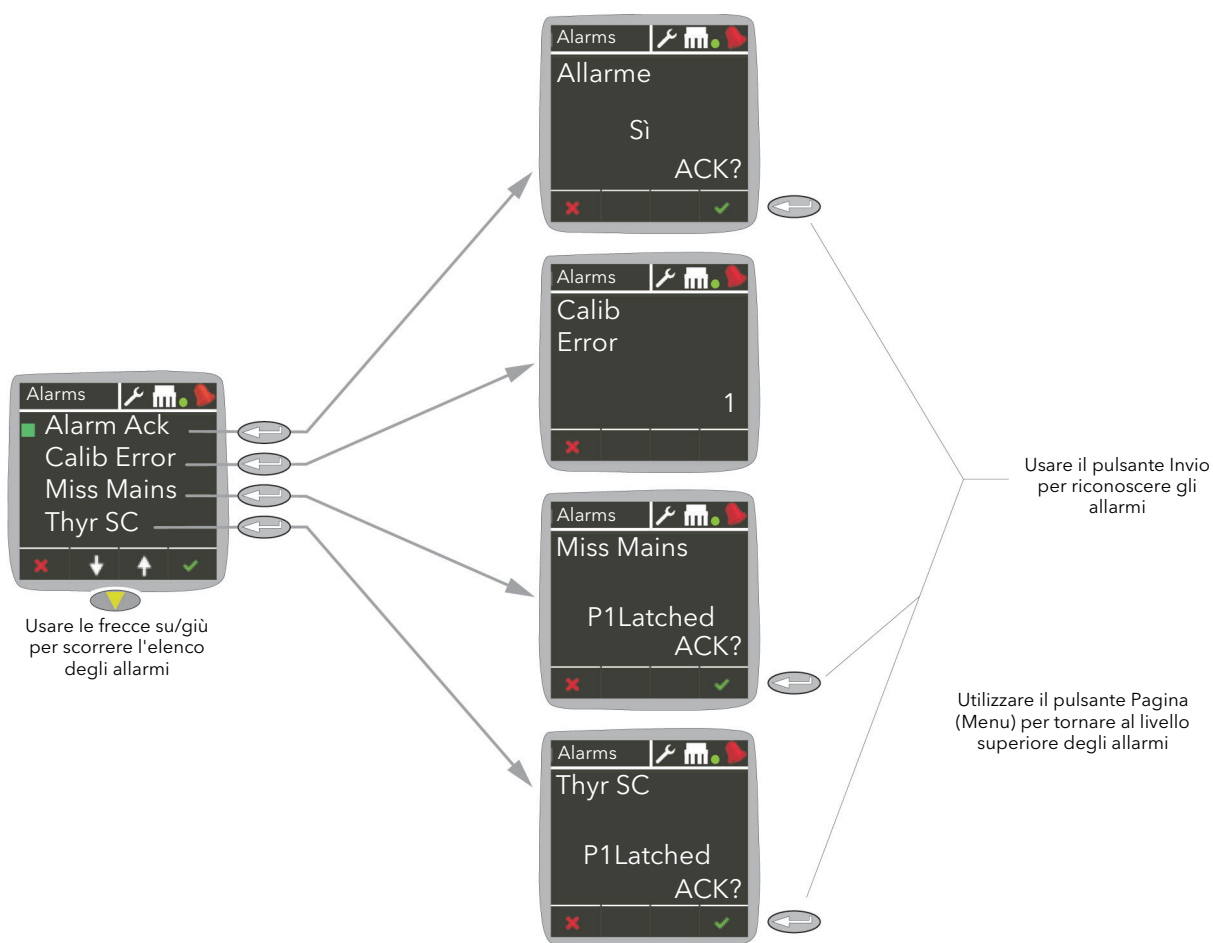 Alarms
Allarme
Sì
ACK?
Alarms
Calib
Error
1
Alarms
Alarm Ack
Calib Error
Miss Mains
Thyr SC
Usare le frecce su/giù
per scorrere l'elenco
degli allarmi
Alarms
Miss Mains
P1Latched
ACK?
Alarms
Thyr SC
P1Latched
ACK?
Usare il pulsante Invio
per riconoscere gli
allarmi
Utilizzare il pulsante Pagina
(Menu) per tornare al livello
superiore degli allarmi